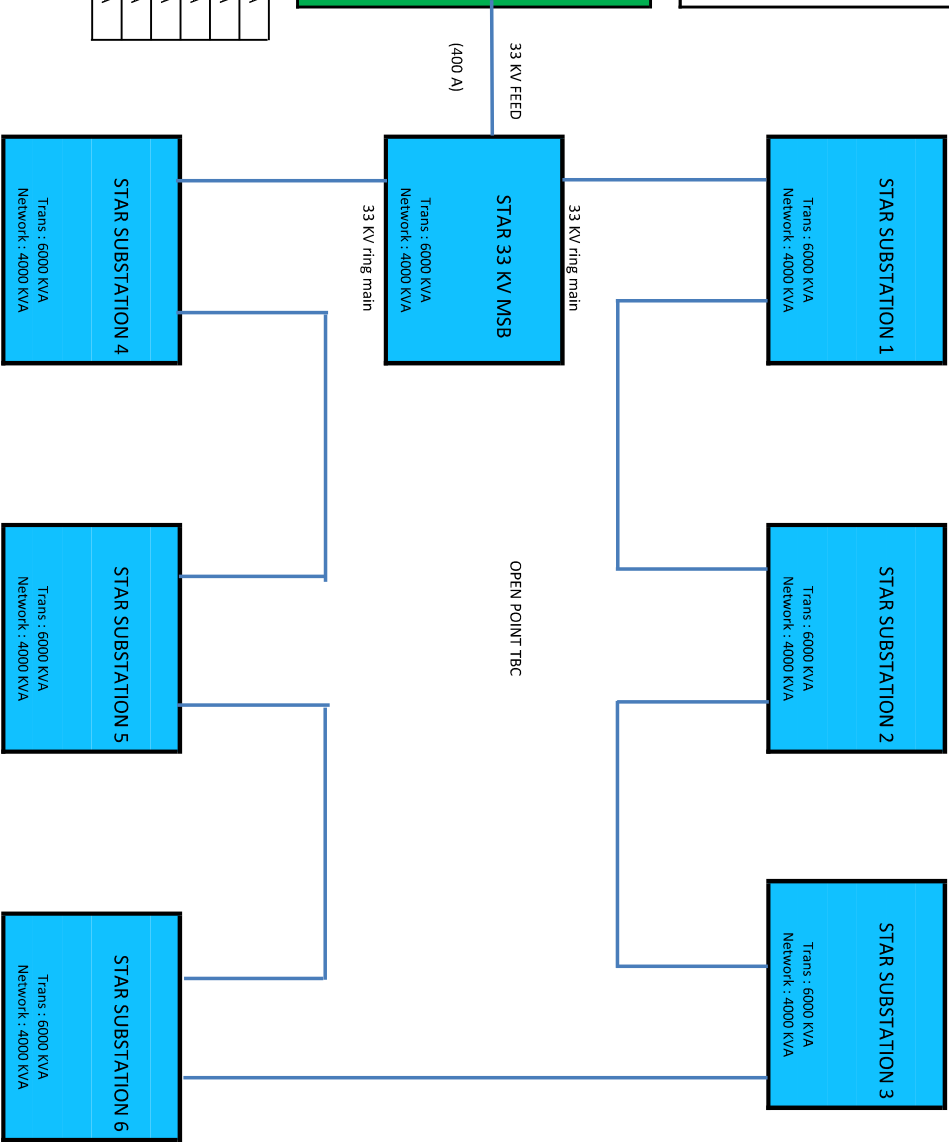 33 KV FEED
(400 A)
STAR SUBSTATION 1
Trans : 6000 KVA
Network : 4000 KVA
33 KV ring main
STAR 33 KV MSB
Trans : 6000 KVA
Network : 4000 KVA
33 KV ring main
STAR SUBSTATION 4
Trans : 6000 KVA
Network : 4000 KVA
STAR SUBSTATION 2
Trans : 6000 KVA
Network : 4000 KVA
OPEN POINT TBC
STAR SUBSTATION 5
Trans : 6000 KVA
Network : 4000 KVA
STAR SUBSTATION 3
Trans : 6000 KVA
Network : 4000 KVA
STAR SUBSTATION 6
Trans : 6000 KVA
Network : 4000 KVA